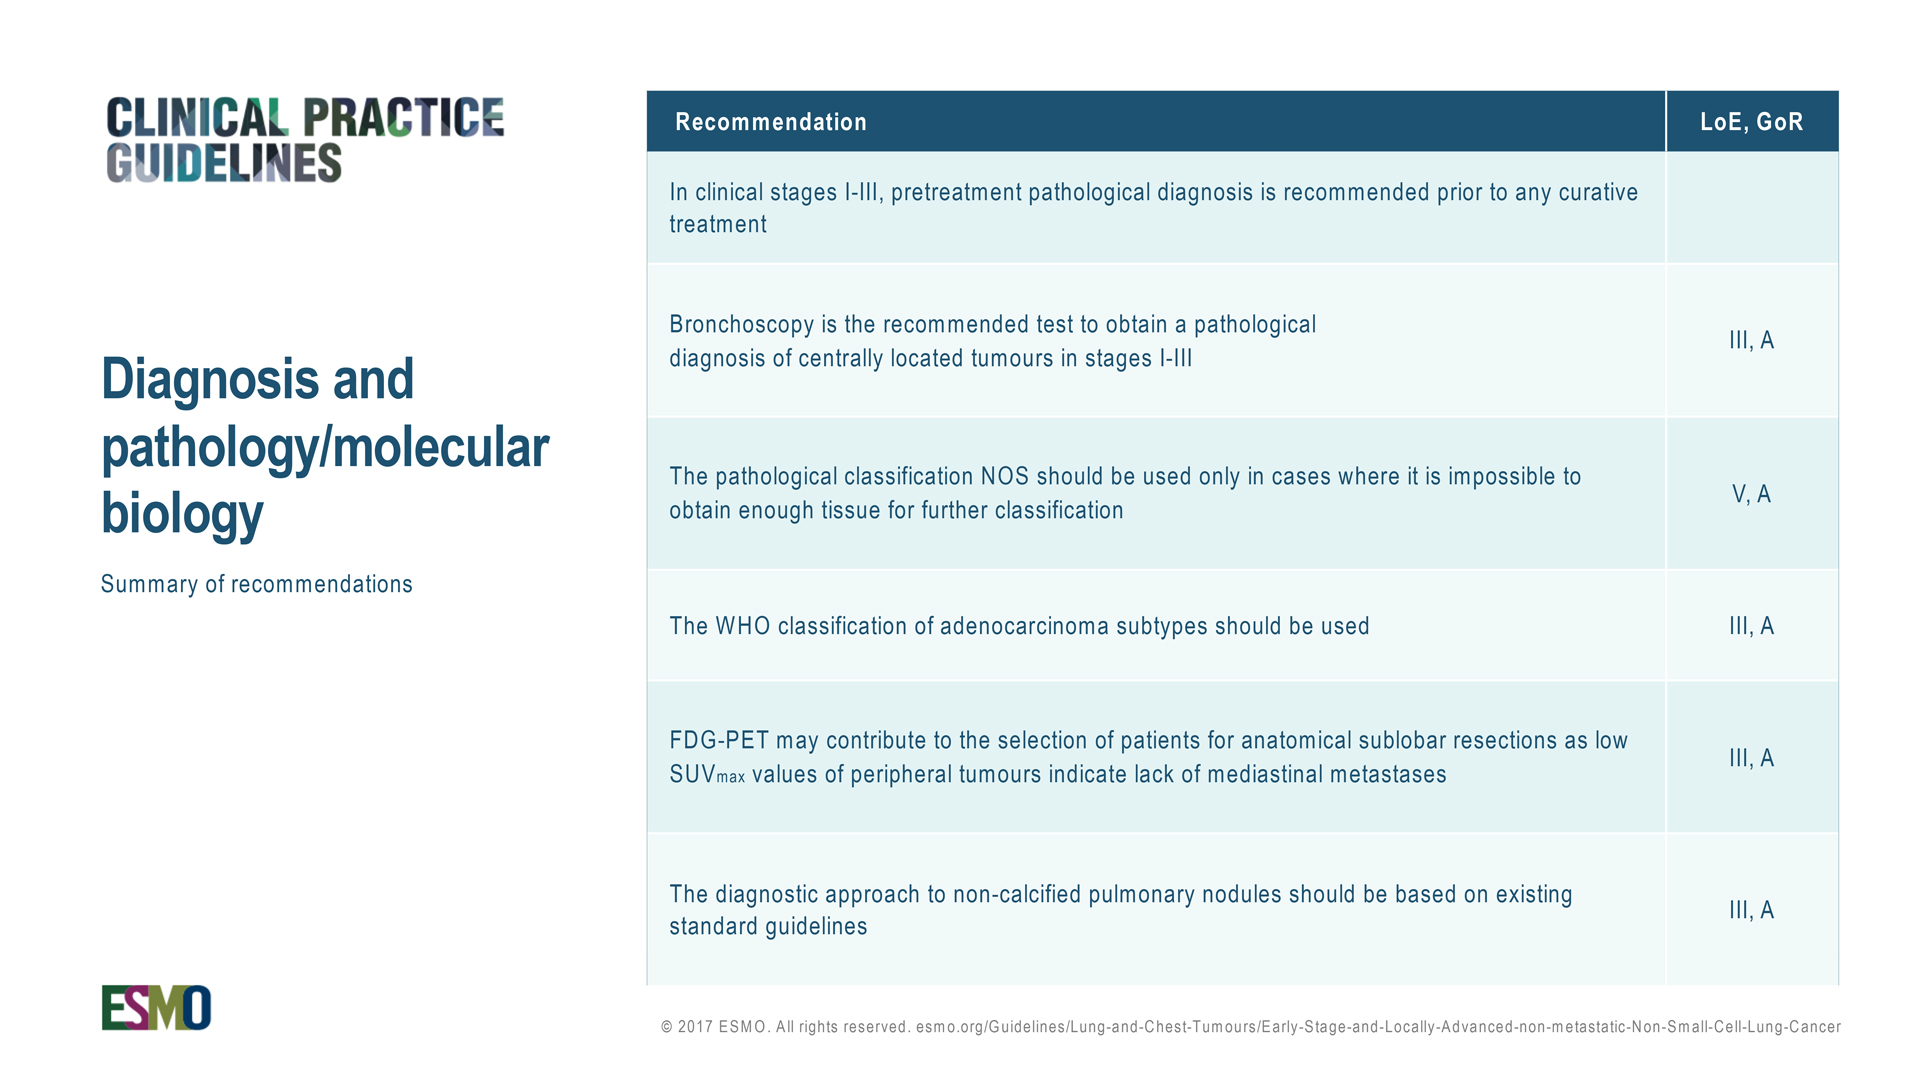 CLINICAL PRACTICE
GUIDELINES
Diagnosis and
pathology/molecular
biology
Summary of recommendations
Recommendation
LoE, GoR
In clinical stages I-III, pretreatment pathological diagnosis is recommended prior to any curative
treatment
Bronchoscopy is the recommended test to obtain a pathological
diagnosis of centrally located tumours in stages I-III
III, A
The pathological classification NOS should be used only in cases where it is impossible to
obtain enough tissue for further classification
V, A
The WHO classification of adenocarcinoma subtypes should be used
III, A
FDG-PET may contribute to the selection of patients for anatomical sublobar resections as low
SUVmax values of peripheral tumours indicate lack of mediastinal metastases
III, A
The diagnostic approach to non-calcified pulmonary nodules should be based on existing
standard guidelines
III, A
ESMO
© 2017 ESMO. All rights reserved. esmo.org/Guidelines/Lung-and-Chest-Tumours/Early-Stage-and-Locally-Advanced-non-metastatic-Non-Small-Cell-Lung-Cancer